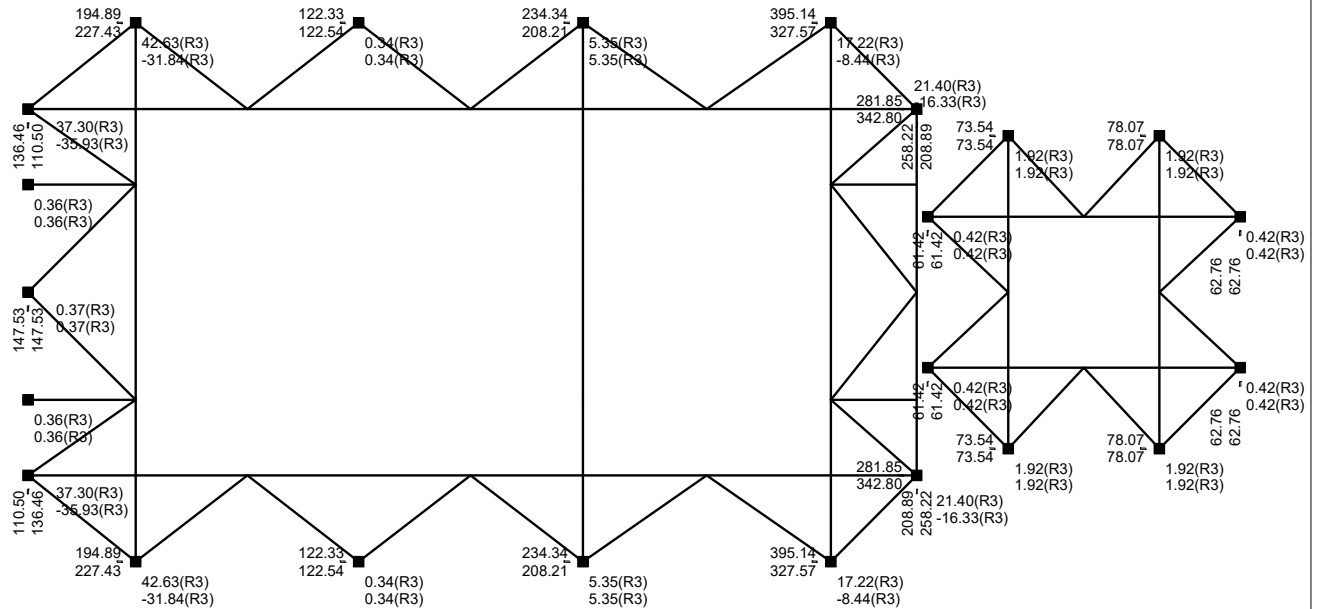 194.89
227.43
122.33
122.54
234.34
208.21
395.14
327.57
42.63(R3)
-31.84(R3)
0.34(R3)
0.34(R3)
5.35(R3)
5.35(R3)
17.22(R3)
-8.44(R3)
281.85
342.80
21.40(R3)
-16.33(R3)
136.46
110.50
37.30(R3)
-35.93(R3)
258.22
208.89
73.54
73.54
1.92(R3)
1.92(R3)
78.07
78.07
1.92(R3)
1.92(R3)
0.36(R3)
0.36(R3)
61.42
61.42
0.42(R3)
0.42(R3)
62.76
62.76
0.42(R3)
0.42(R3)
147.53
147.53
0.37(R3)
0.37(R3)
0.36(R3)
0.36(R3)
61.42
61.42
0.42(R3)
0.42(R3)
62.76
62.76
0.42(R3)
0.42(R3)
73.54
73.54
1.92(R3)
1.92(R3)
78.07
78.07
1.92(R3)
1.92(R3)
110.50
136.46
37.30(R3)
-35.93(R3)
281.85
342.80
208.89
258.22
21.40(R3)
-16.33(R3)
194.89
227.43
122.33
122.54
234.34
208.21
395.14
327.57
42.63(R3)
-31.84(R3)
0.34(R3)
0.34(R3)
5.35(R3)
5.35(R3)
17.22(R3)
-8.44(R3)